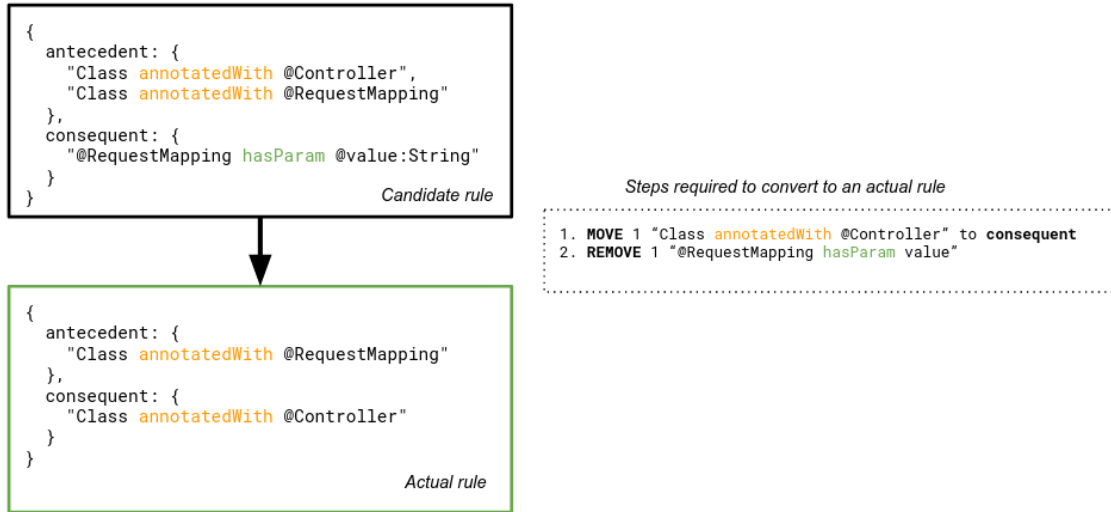 {
  antecedent: {
    "Class annotatedWith @Controller",
    "Class annotatedWith @RequestMapping"
  },
  consequent: {
    "@RequestMapping hasParam @value:String"
  }
}
Candidate rule
Steps required to convert to an actual rule
1. MOVE 1 “Class annotatedWith @Controller” to consequent
2. REMOVE 1 “@RequestMapping hasParam value”
{
  antecedent: {
    "Class annotatedWith @RequestMapping"
  },
  consequent: {
    "Class annotatedWith @Controller"
  }
}
Actual rule